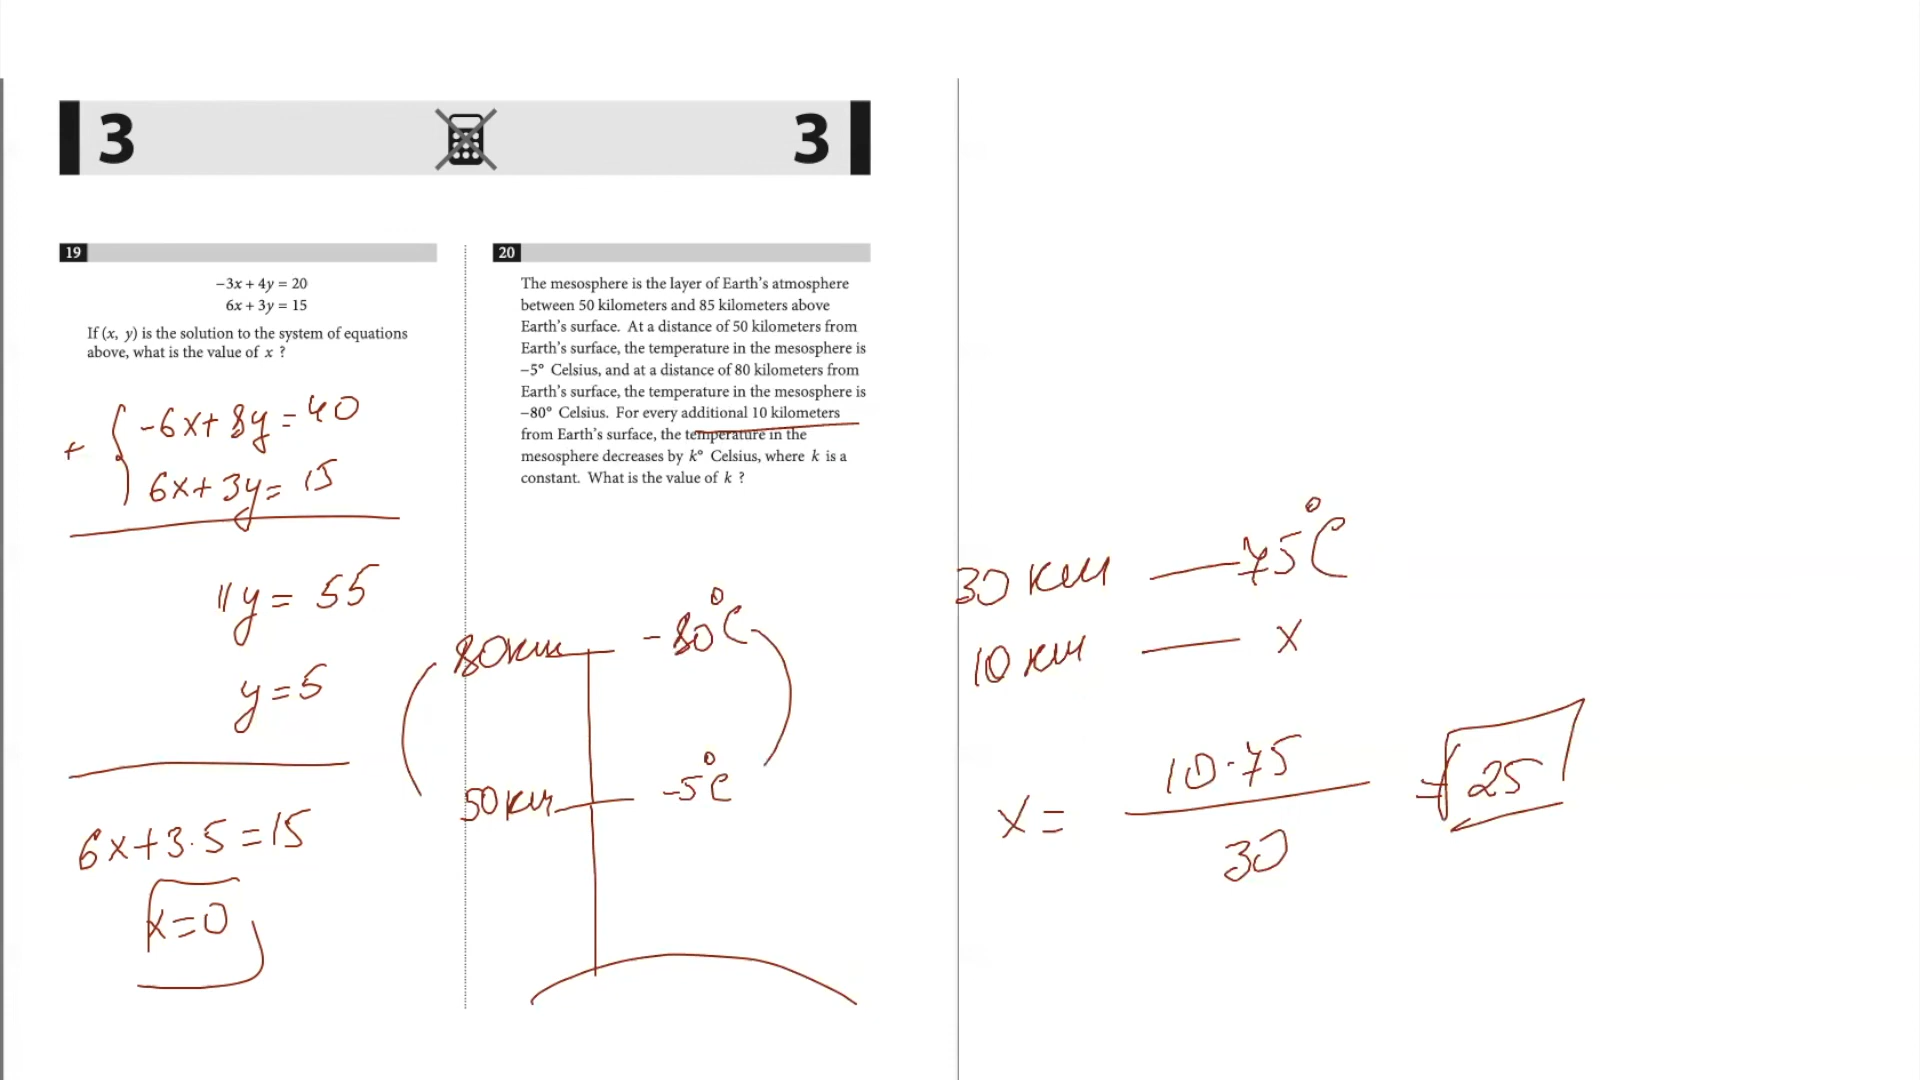 3 3
19
−3x + 4y = 20
6x + 3y = 15
If (x, y) is the solution to the system of equations
above, what is the value of x ?
+ { -6x + 8y = 40
6x + 3y = 15
11y = 55
y = 5
6x + 3·5 = 15
x = 0
20
The mesosphere is the layer of Earth’s atmosphere
between 50 kilometers and 85 kilometers above
Earth’s surface. At a distance of 50 kilometers from
Earth’s surface, the temperature in the mesosphere is
−5° Celsius, and at a distance of 80 kilometers from
Earth’s surface, the temperature in the mesosphere is
−80° Celsius. For every additional 10 kilometers
from Earth’s surface, the temperature in the
mesosphere decreases by k° Celsius, where k is a
constant. What is the value of k ?
80км -80°C
50км -5°C
30 км — 75°C
10 км — x
x = 10·75 / 30 = 25